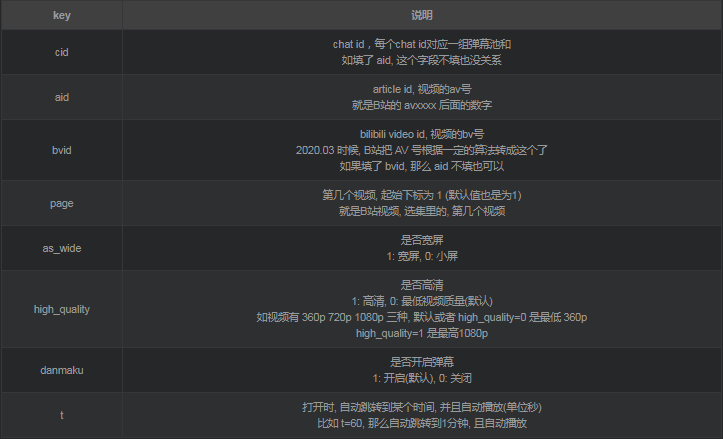 key 说明
cid
chat id，每个chat id对应一组弹幕池和
如填了 aid, 这个字段不填也没关系
aid
article id, 视频的av号
就是B站的 avxxxx 后面的数字
bvid
bilibili video id, 视频的bv号
2020.03 时候, B站把 AV 号根据一定的算法转成这个了
如果填了 bvid, 那么 aid 不填也可以
page
第几个视频, 起始下标为 1 (默认值也是为1)
就是B站视频, 选集里的, 第几个视频
as_wide
是否宽屏
1: 宽屏, 0: 小屏
high_quality
是否高清
1: 高清, 0: 最低视频质量(默认)
如视频有 360p 720p 1080p 三种, 默认或者 high_quality=0 是最低 360p
high_quality=1 是最高1080p
danmaku
是否开启弹幕
1: 开启(默认), 0: 关闭
t
打开时, 自动跳转到某个时间, 并且自动播放(单位秒)
比如 t=60, 那么自动跳转到1分钟, 且自动播放